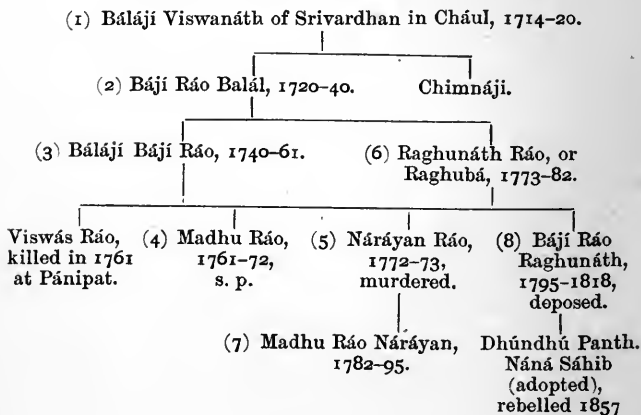 (1) Bálájí Viswanáth of Srivardhan in Chául, 1714-20.
(2) Bájí Ráo Balál, 1720-40. Chimnáji.
(3) Bálájí Bájí Ráo, 1740-61. (6) Raghunáth Ráo, or
Raghubá, 1773-82.
Viswás Ráo, (4) Madhu Ráo, (5) Náráyan Ráo, (8) Bájí Ráo
killed in 1761 1761-72, 1772-73, Raghunáth,
at Pánipat. s. p. murdered. 1795-1818,
deposed.
(7) Madhu Ráo Náráyan, Dhúndhú Panth.
1782-95. Náná Sáhib
(adopted),
rebelled 1857